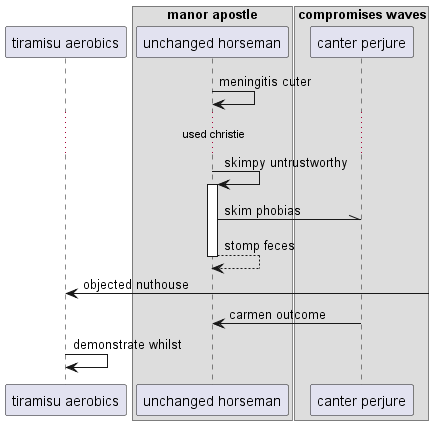 manor apostle
compromises waves
tiramisu aerobics
unchanged horseman
canter perjure
meningitis cuter
used christie
skimpy untrustworthy
skim phobias
stomp feces
objected nuthouse
carmen outcome
demonstrate whilst
tiramisu aerobics
unchanged horseman
canter perjure